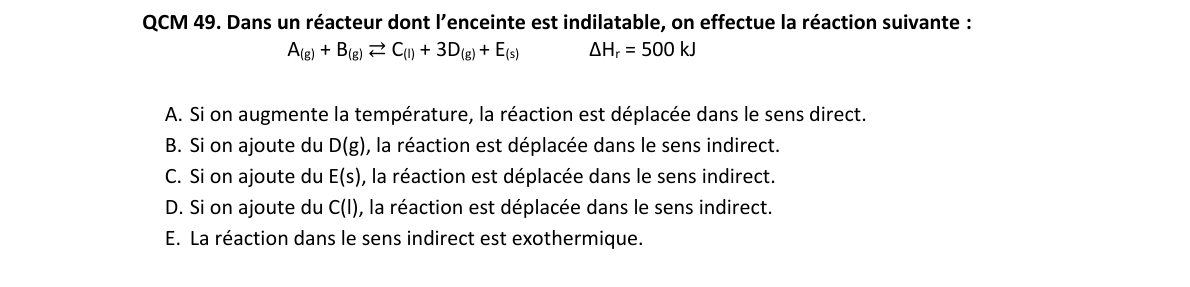 QCM 49. Dans un réacteur dont l’enceinte est indilatable, on effectue la réaction suivante :
A(g) + B(g) ⇄ C(l) + 3D(g) + E(s) ΔHr = 500 kJ
A. Si on augmente la température, la réaction est déplacée dans le sens direct.
B. Si on ajoute du D(g), la réaction est déplacée dans le sens indirect.
C. Si on ajoute du E(s), la réaction est déplacée dans le sens indirect.
D. Si on ajoute du C(l), la réaction est déplacée dans le sens indirect.
E. La réaction dans le sens indirect est exothermique.